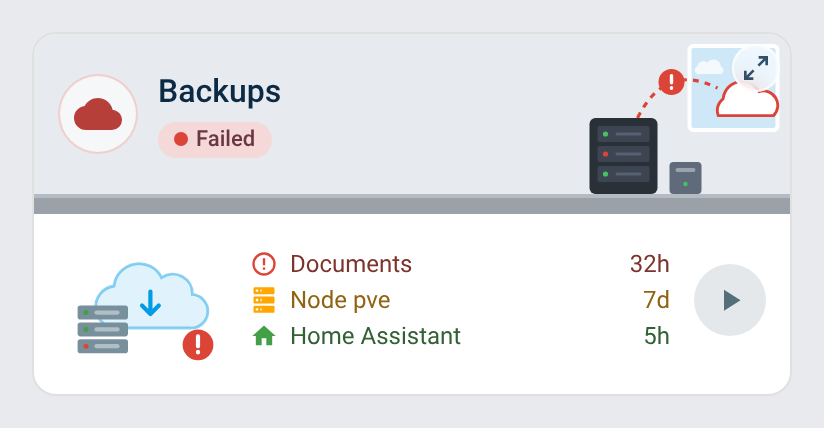 Backups
Failed
Documents 32h
Node pve 7d
Home Assistant 5h